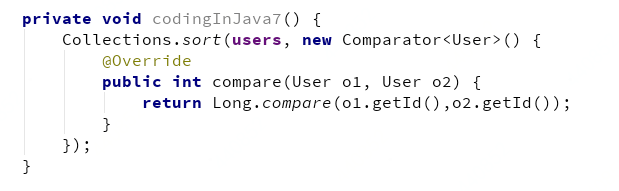 private void codingInJava7() {
    Collections.sort(users, new Comparator<User>() {
        @Override
        public int compare(User o1, User o2) {
            return Long.compare(o1.getId(),o2.getId());
        }
    });
}